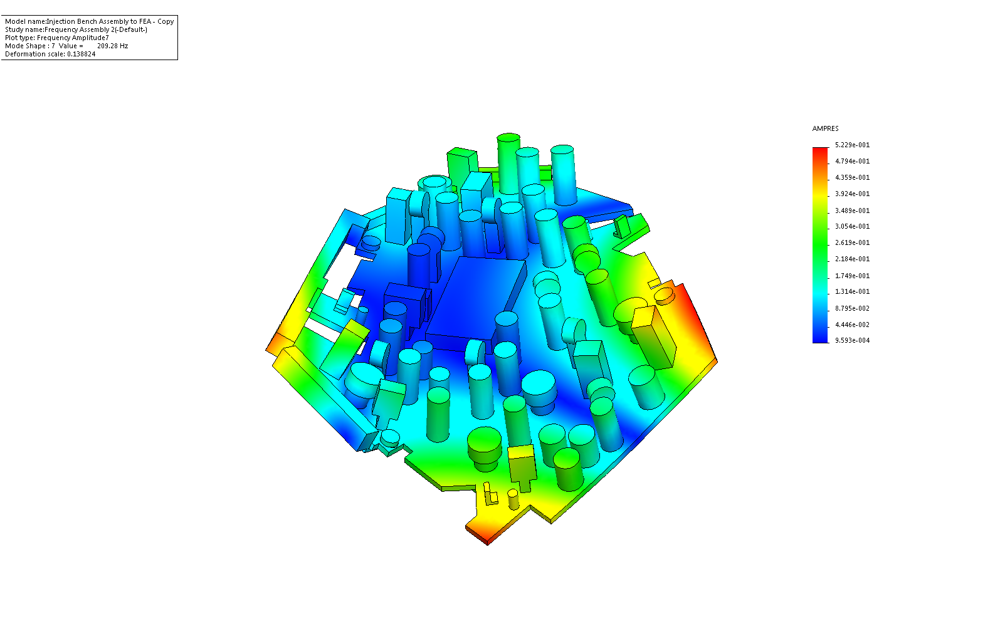 Model name:Injection Bench Assembly to FEA - Copy
Study name:Frequency Assembly 2(-Default-)
Plot type: Frequency Amplitude7
Mode Shape : 7 Value = 209.28 Hz
Deformation scale: 0.138824
AMPRES
5.229e-001
4.794e-001
4.359e-001
3.924e-001
3.489e-001
3.054e-001
2.619e-001
2.184e-001
1.749e-001
1.314e-001
8.795e-002
4.446e-002
9.593e-004